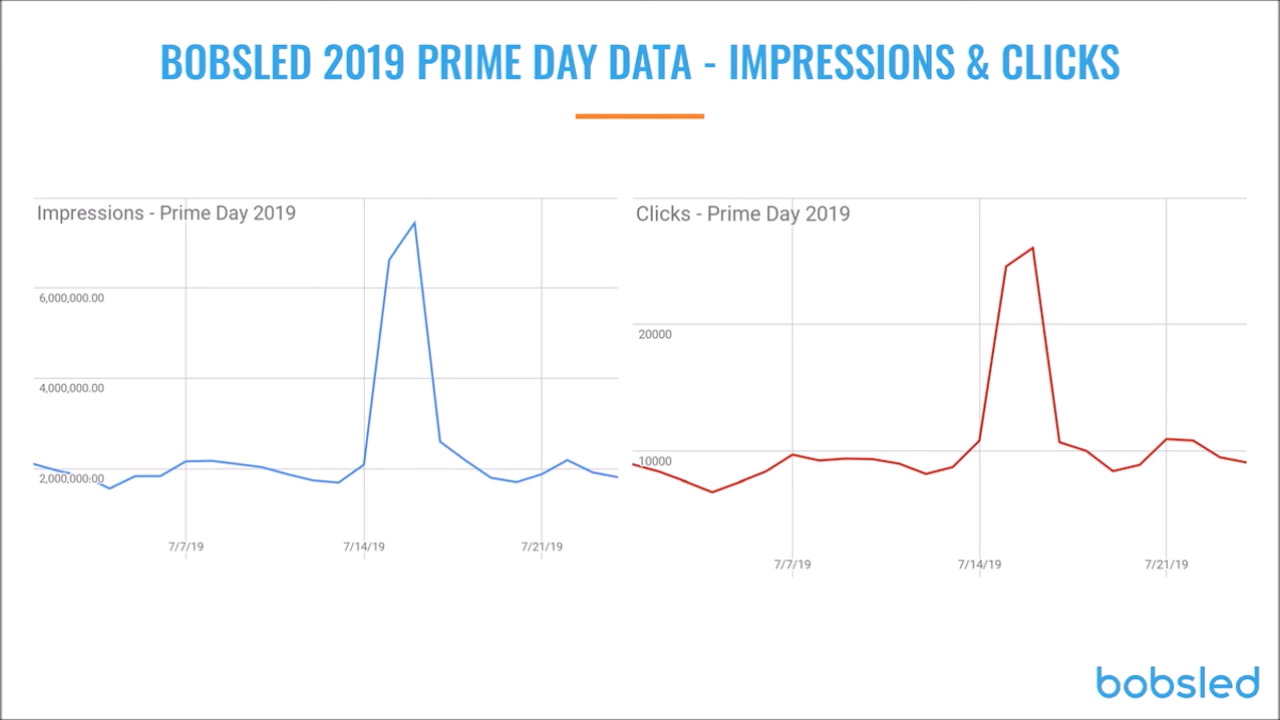 BOBSLED 2019 PRIME DAY DATA - IMPRESSIONS & CLICKS
Impressions - Prime Day 2019
6,000,000.00
4,000,000.00
2,000,000.00
7/7/19
7/14/19
7/21/19
Clicks - Prime Day 2019
20000
10000
7/7/19
7/14/19
7/21/19
bobsled